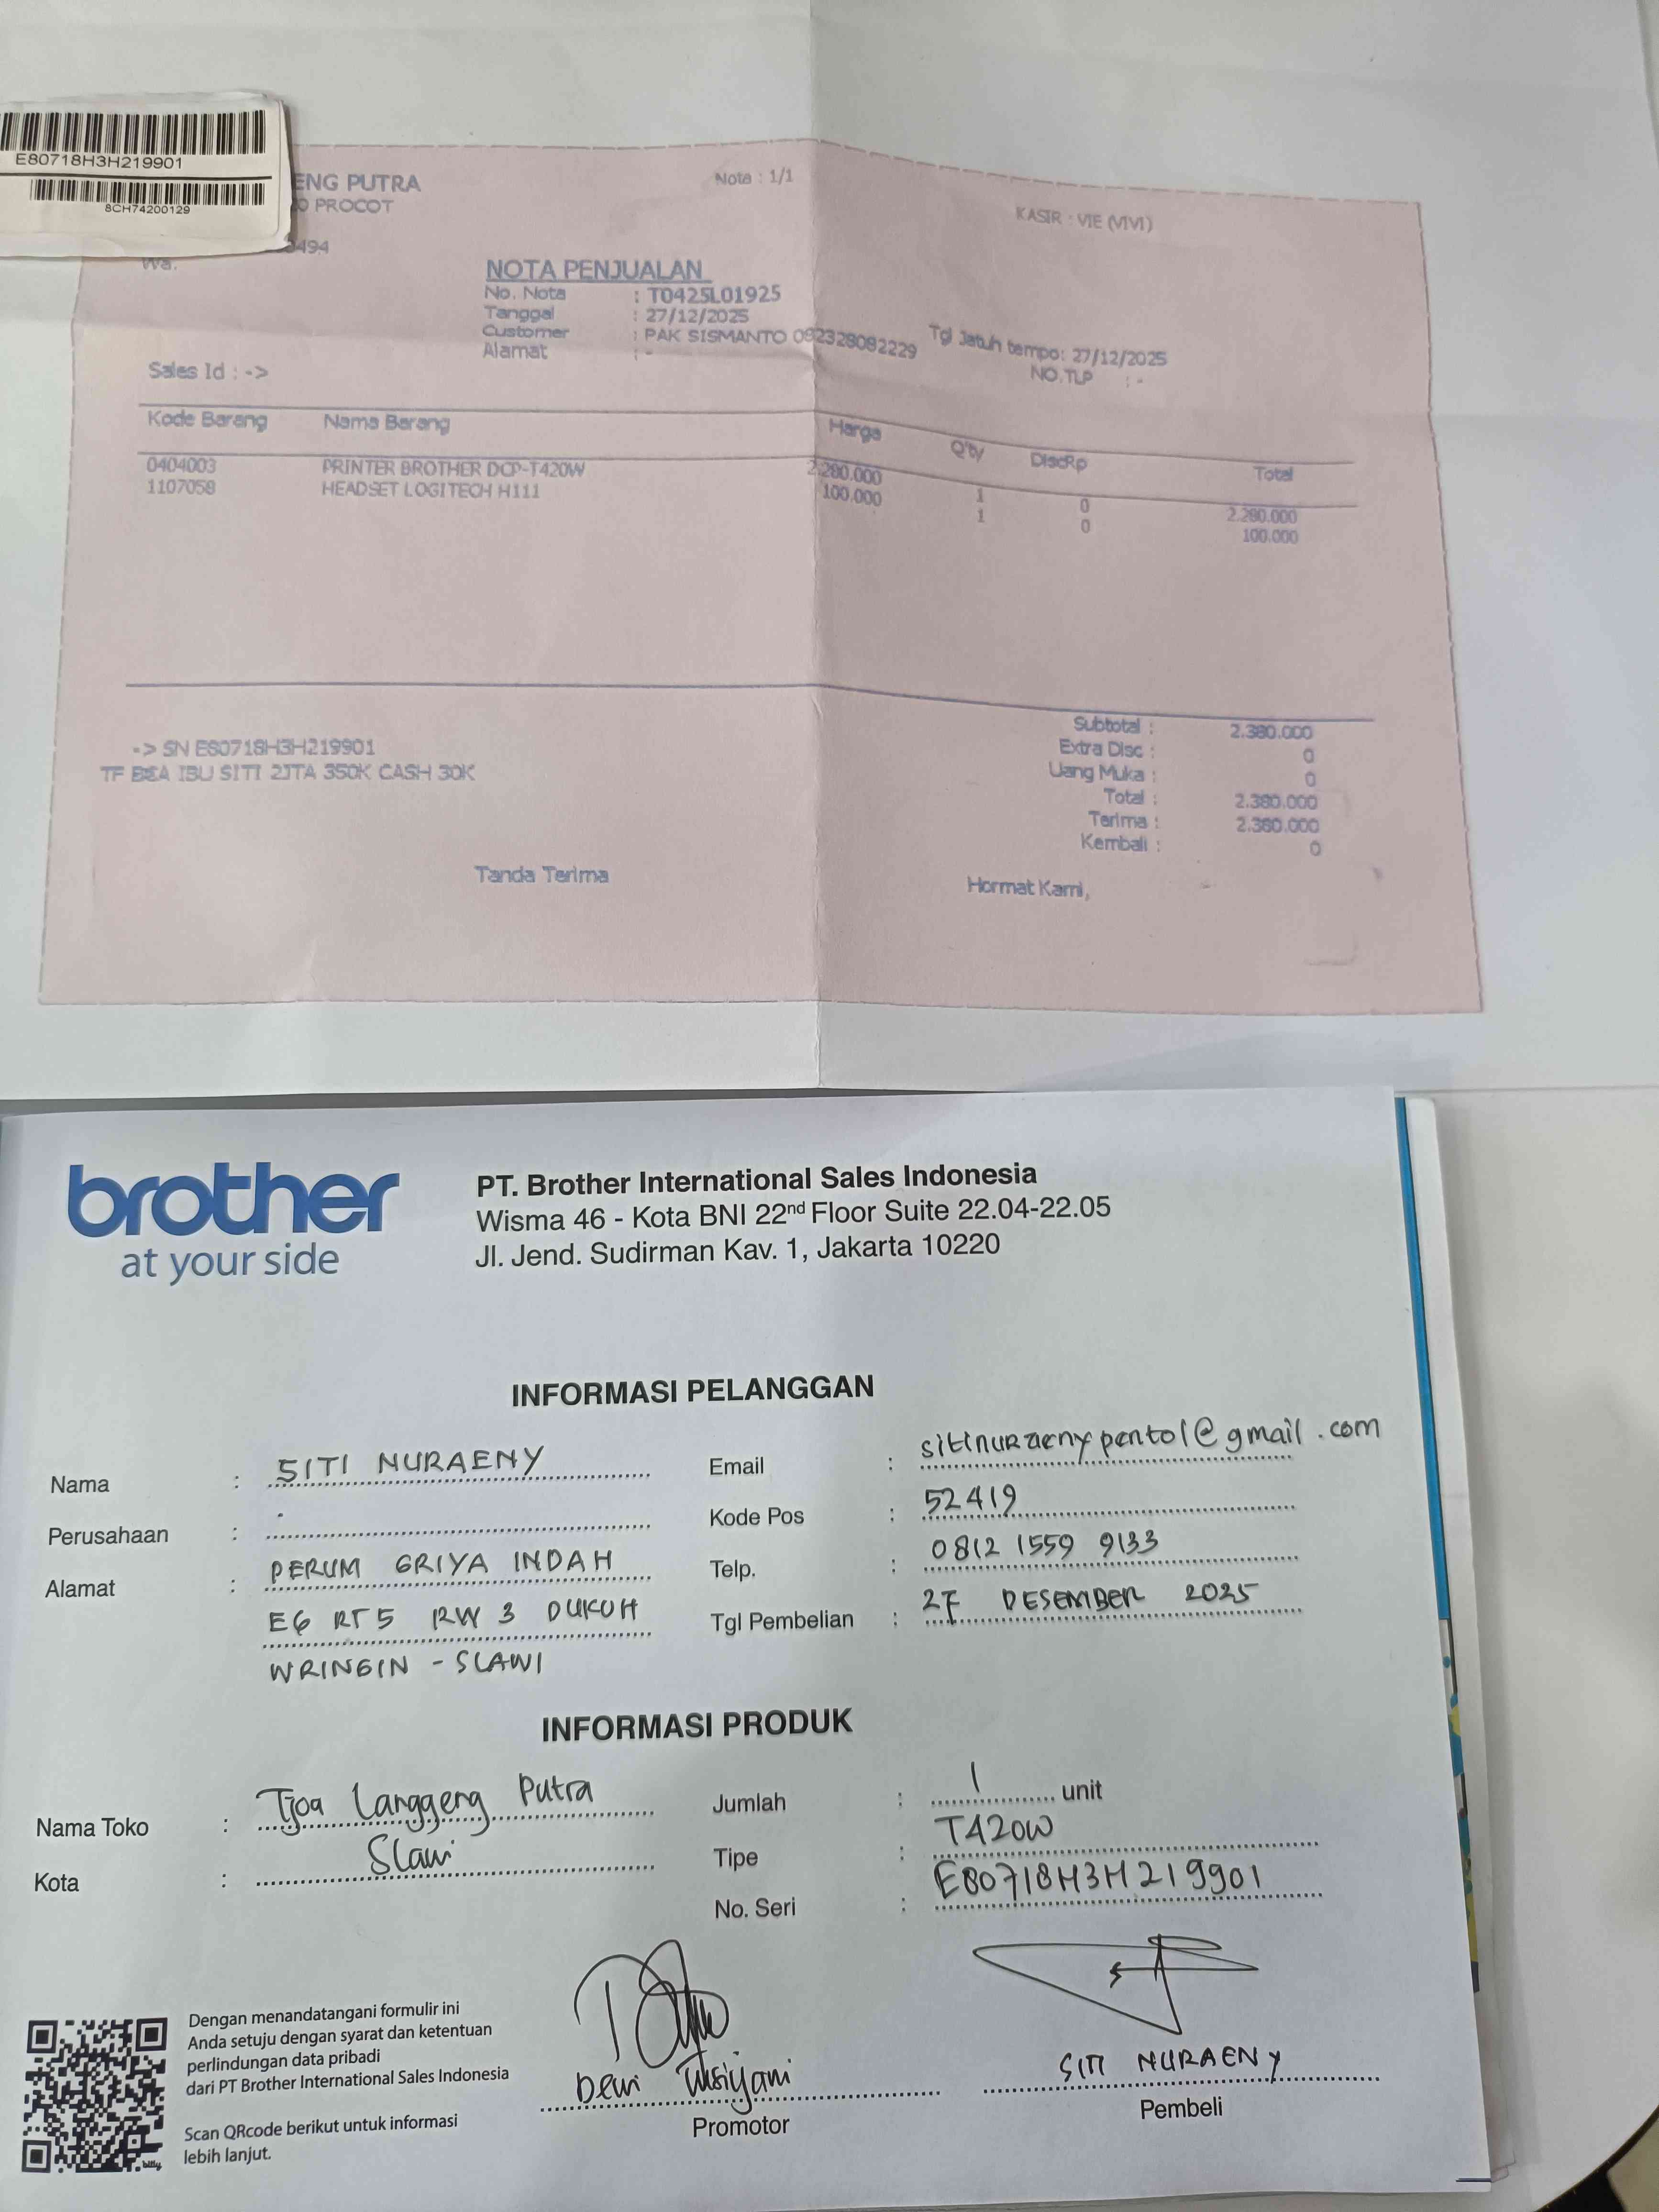 E80718H3H219901
8CH74200129
ENG PUTRA
O PROCOT
0494
Wa.
Nota : 1/1
KASIR : VIE (VIVI)
NOTA PENJUALAN
No. Nota : T0425L01925
Tanggal : 27/12/2025
Customer : PAK SISMANTO 082328082229
Alamat : -
Tgl Jatuh tempo: 27/12/2025
NO.TLP : -
Sales Id : ->
Kode Barang Nama Barang Harga Q'ty DiscRp Total
0404003 PRINTER BROTHER DCP-T420W 2.280.000 1 0 2.280.000
1107058 HEADSET LOGITECH H111 100.000 1 0 100.000
Subtotal : 2.380.000
Extra Disc : 0
Uang Muka : 0
Total : 2.380.000
Terima : 2.380.000
Kembali : 0
-> SN E80718H3H219901
TF BCA IBU SITI 2JTA 350K CASH 30K
Tanda Terima
Hormat Kami,
brother
at your side
PT. Brother International Sales Indonesia
Wisma 46 - Kota BNI 22nd Floor Suite 22.04-22.05
Jl. Jend. Sudirman Kav. 1, Jakarta 10220
INFORMASI PELANGGAN
Nama : SITI NURAENY
Perusahaan : -
Alamat : PERUM GRIYA INDAH
E6 RT 5 RW 3 DUKUH
WRINGIN - SLAWI
Email : sitinuraenypentol@gmail.com
Kode Pos : 52419
Telp. : 0812 1559 9133
Tgl Pembelian : 27 DESEMBER 2025
INFORMASI PRODUK
Nama Toko : Tjoa Langgeng Putra
Kota : Slawi
Jumlah : 1 unit
Tipe : T420W
No. Seri : E80718H3H219901
Dengan menandatangani formulir ini
Anda setuju dengan syarat dan ketentuan
perlindungan data pribadi
dari PT Brother International Sales Indonesia
Scan QRcode berikut untuk informasi
lebih lanjut.
bitly
Dewi
Promotor
SITI NURAENY
Pembeli